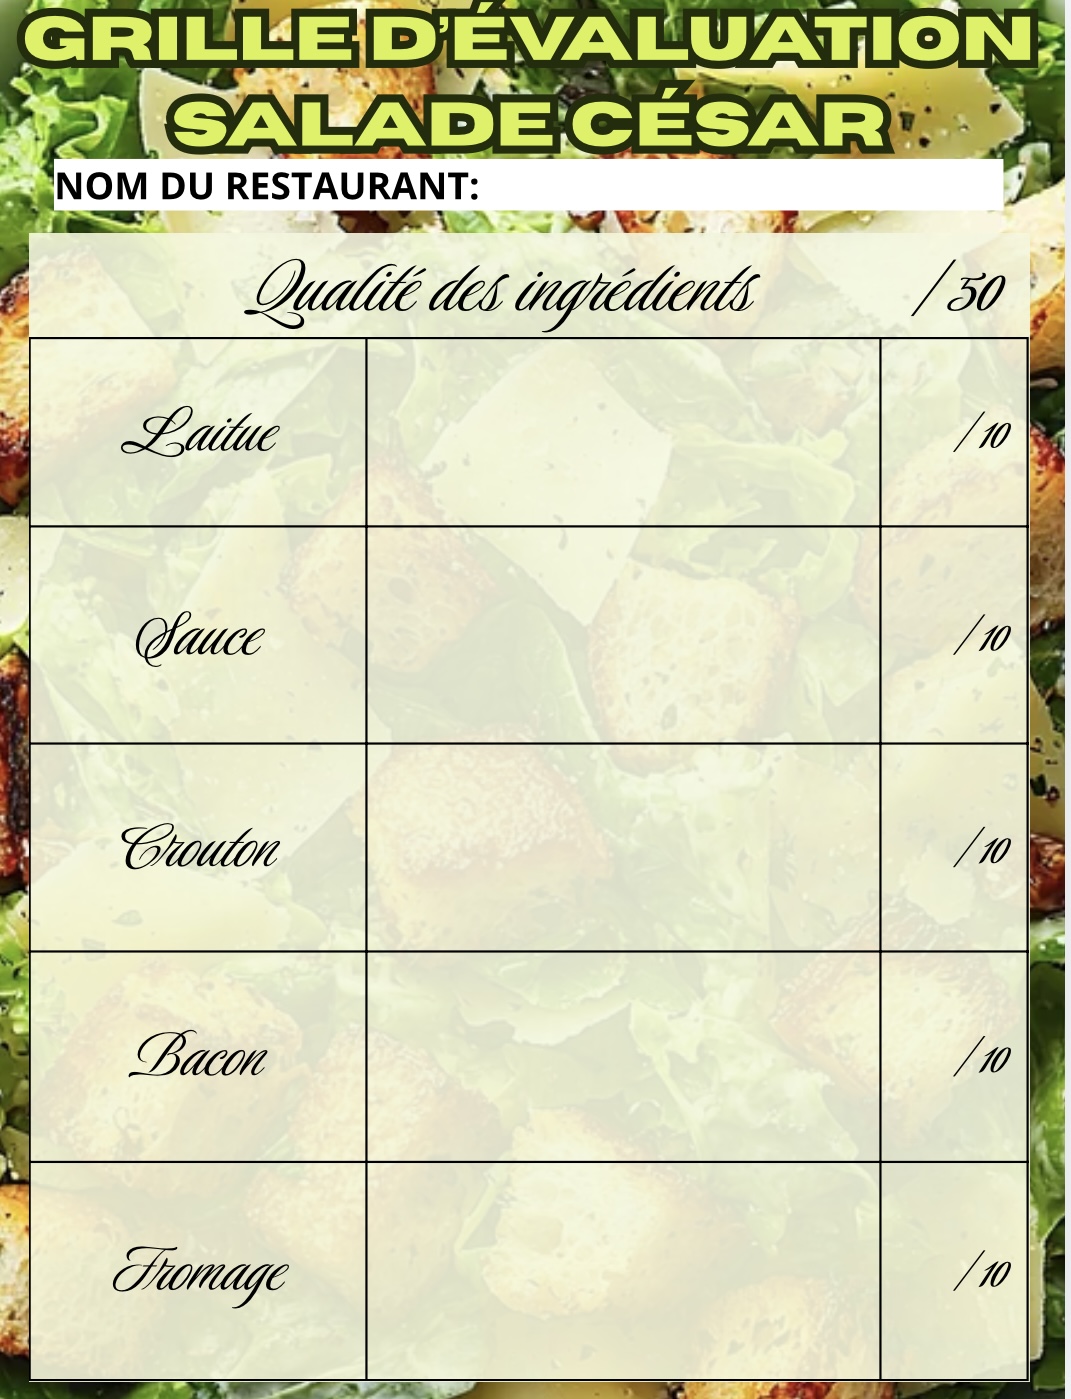 GRILLE D'ÉVALUATION
SALADE CÉSAR
NOM DU RESTAURANT:
Qualité des ingrédients / 50
Laitue / 10
Sauce / 10
Crouton / 10
Bacon / 10
Fromage / 10